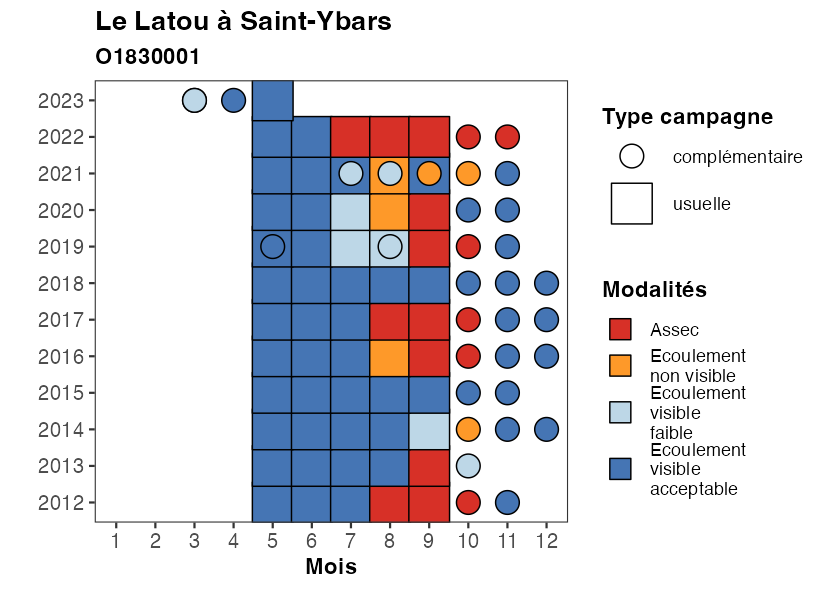 Le Latou à Saint-Ybars
O1830001
2023
2022
2021
2020
2019
2018
2017
2016
2015
2014
2013
2012
1 2 3 4 5 6 7 8 9 10 11 12
Mois
Type campagne
complémentaire
usuelle
Modalités
Assec
Ecoulement
non visible
Ecoulement
visible
faible
Ecoulement
visible
acceptable